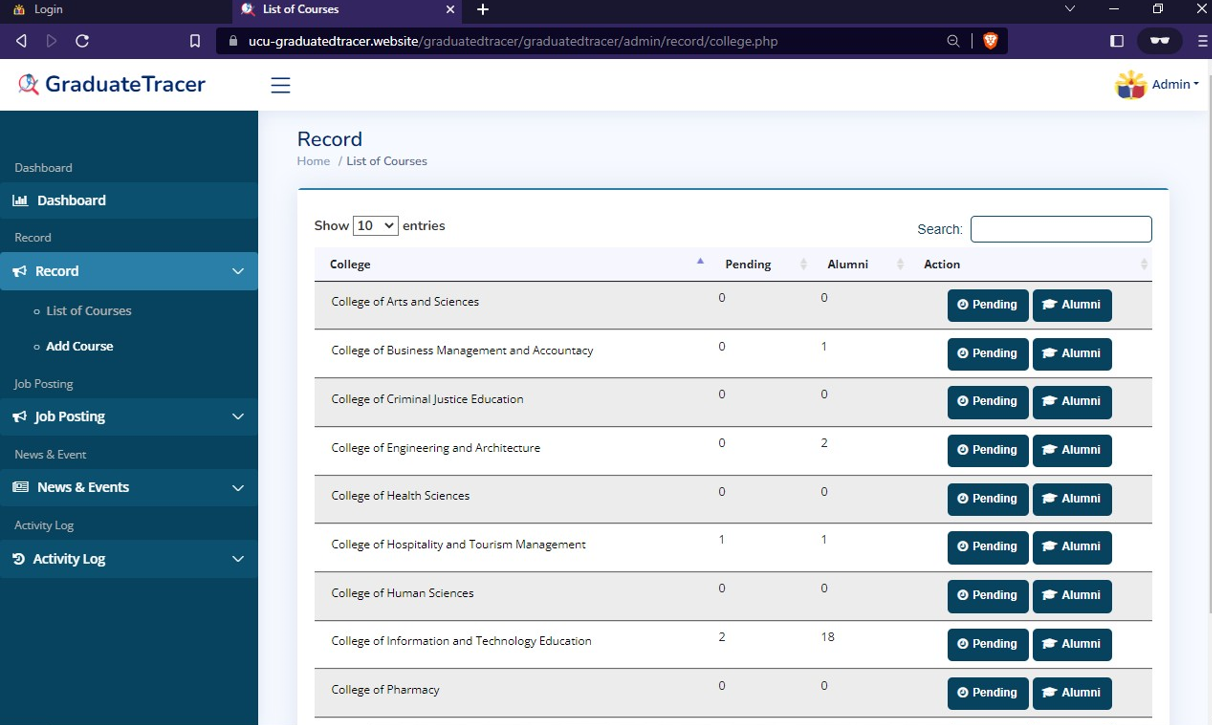 Login
List of Courses
ucu-graduatedtracer.website/graduatedtracer/graduatedtracer/admin/record/college.php
GraduateTracer
Admin
Dashboard
Dashboard
Record
Record
List of Courses
Add Course
Job Posting
Job Posting
News & Event
News & Events
Activity Log
Activity Log
Record
Home / List of Courses
Show 10 entries
Search:
College Pending Alumni Action
College of Arts and Sciences 0 0 Pending Alumni
College of Business Management and Accountacy 0 1 Pending Alumni
College of Criminal Justice Education 0 0 Pending Alumni
College of Engineering and Architecture 0 2 Pending Alumni
College of Health Sciences 0 0 Pending Alumni
College of Hospitality and Tourism Management 1 1 Pending Alumni
College of Human Sciences 0 0 Pending Alumni
College of Information and Technology Education 2 18 Pending Alumni
College of Pharmacy 0 0 Pending Alumni